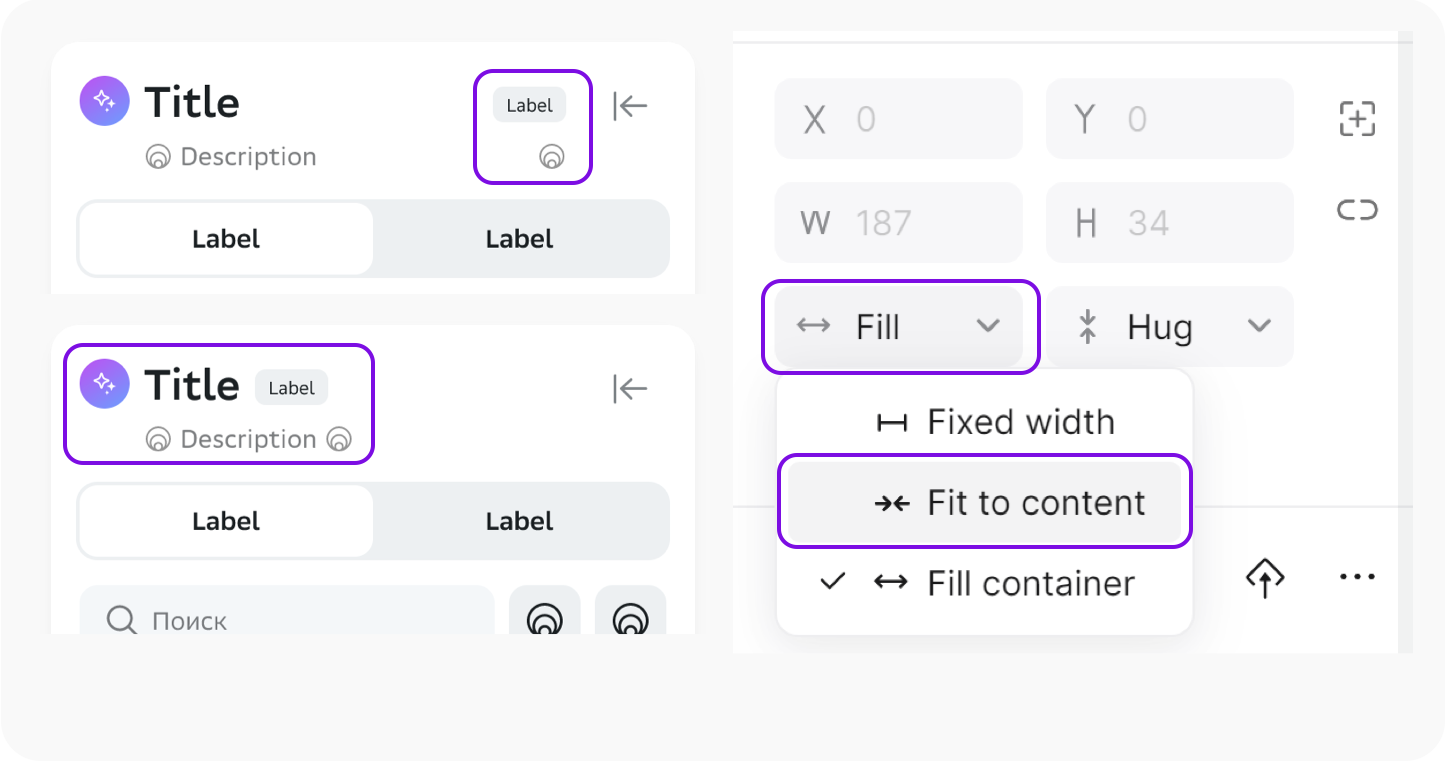 Title Label
Description
Label Label
Title Label
Description
Label Label
Поиск
X 0 Y 0
W 187 H 34
Fill Hug
Fixed width
Fit to content
Fill container